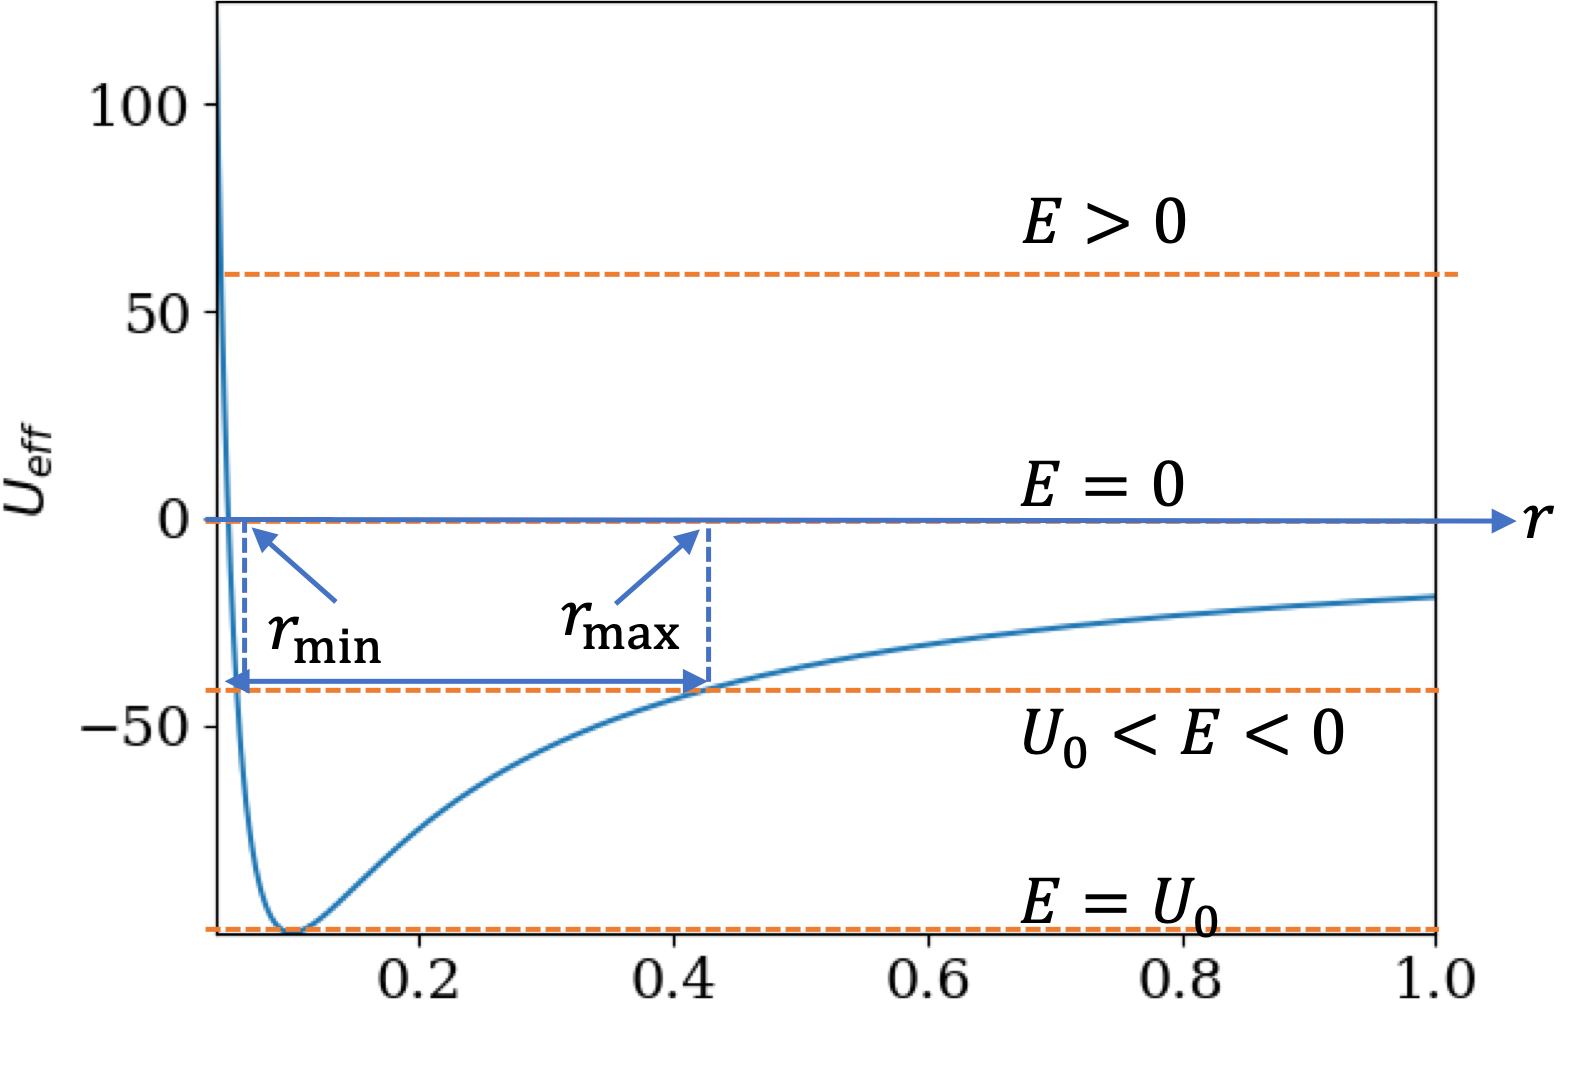 100
E > 0
50
U_eff
E = 0
0
r
r_min
r_max
−50
U_0 < E < 0
E = U_0
0.2 0.4 0.6 0.8 1.0